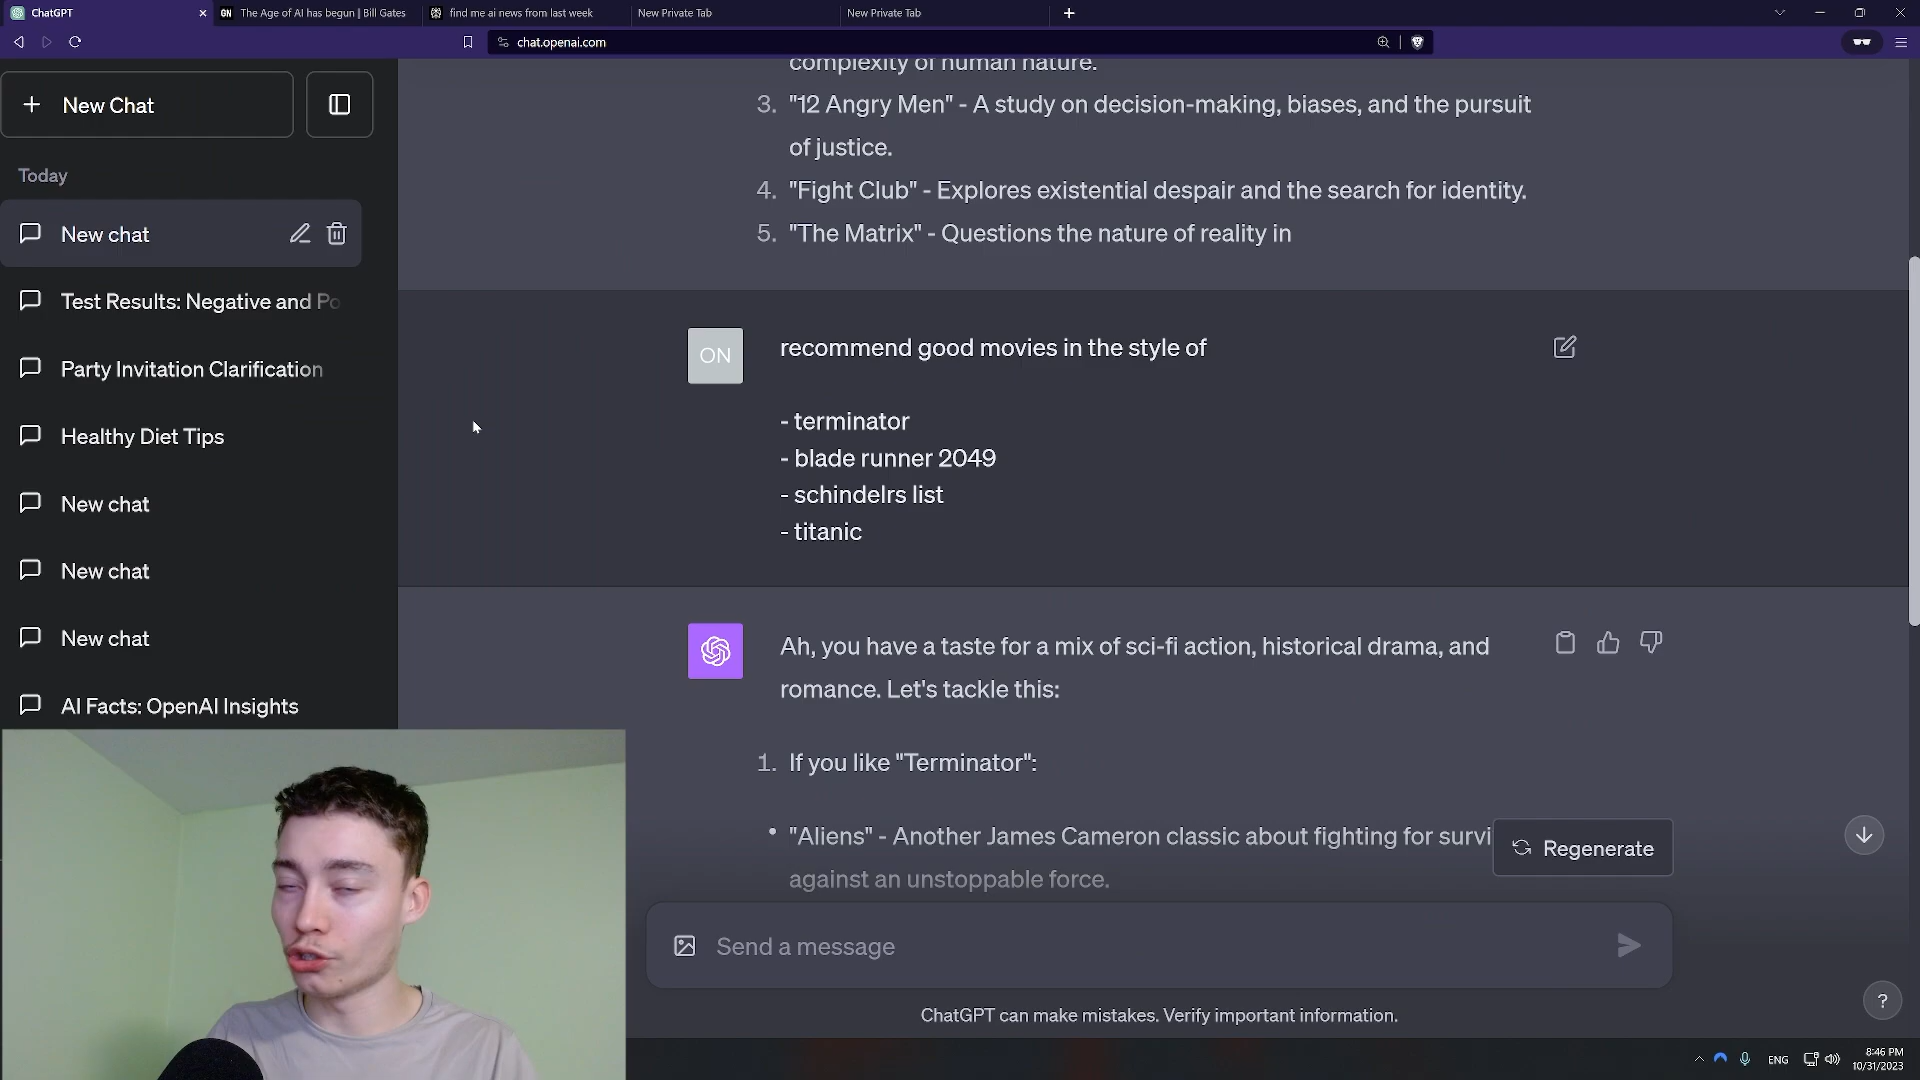 ChatGPT
The Age of AI has begun | Bill Gates
find me ai news from last week
New Private Tab
New Private Tab
chat.openai.com
New Chat
Today
New chat
Test Results: Negative and Po
Party Invitation Clarification
Healthy Diet Tips
New chat
New chat
New chat
AI Facts: OpenAI Insights
complexity of human nature.
3. "12 Angry Men" - A study on decision-making, biases, and the pursuit
of justice.
4. "Fight Club" - Explores existential despair and the search for identity.
5. "The Matrix" - Questions the nature of reality in
ON
recommend good movies in the style of
- terminator
- blade runner 2049
- schindelrs list
- titanic
Ah, you have a taste for a mix of sci-fi action, historical drama, and
romance. Let's tackle this:
1. If you like "Terminator":
• "Aliens" - Another James Cameron classic about fighting for survi
against an unstoppable force.
Regenerate
Send a message
ChatGPT can make mistakes. Verify important information.
?
ENG
8:46 PM
10/31/2023